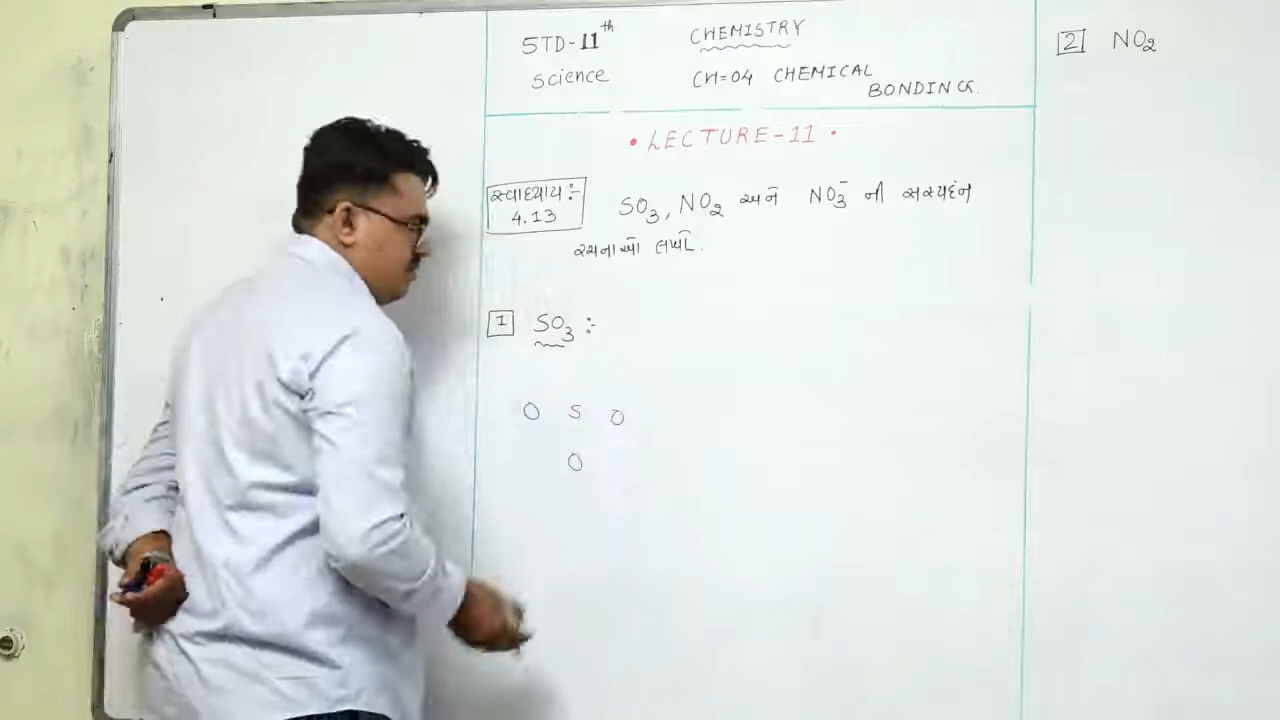 STD-11th
Science
CHEMISTRY
CH=04 CHEMICAL
BONDING.
• LECTURE-11 •
સ્વાધ્યાય:-
4.13
SO3, NO2 અને NO3⁻ ની સસ્પંદન
રચનાઓ લખો.
1 SO3 :-
O S O
O
2 NO2